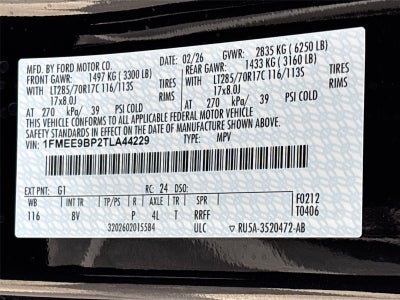 MFD. BY FORD MOTOR CO. 02/26 GVWR: 2835 KG ( 6250 LB)
FRONT GAWR: 1497 KG ( 3300 LB) REAR GAWR: 1433 KG ( 3160 LB)
LT285/70R17C 116/113S TIRES LT285/70R17C 116/113S TIRES
17x8.0J RIMS 17x8.0J RIMS
AT 270 kPa/ 39 PSI COLD AT 270 kPa/ 39 PSI COLD
THIS VEHICLE CONFORMS TO ALL APPLICABLE FEDERAL MOTOR VEHICLE
SAFETY STANDARDS IN EFFECT ON THE DATE OF MANUFACTURE SHOWN ABOVE.
VIN: 1FMEE9BP2TLA44229 TYPE: MPV
EXT PNT: G1 RC: 24 DSO: F0212
WB BRK INT TR TP/PS R AXLE TR SPR T0406
116 8V P 4L T RRFF
3202602015584 ULC RU5A-3520472-AB